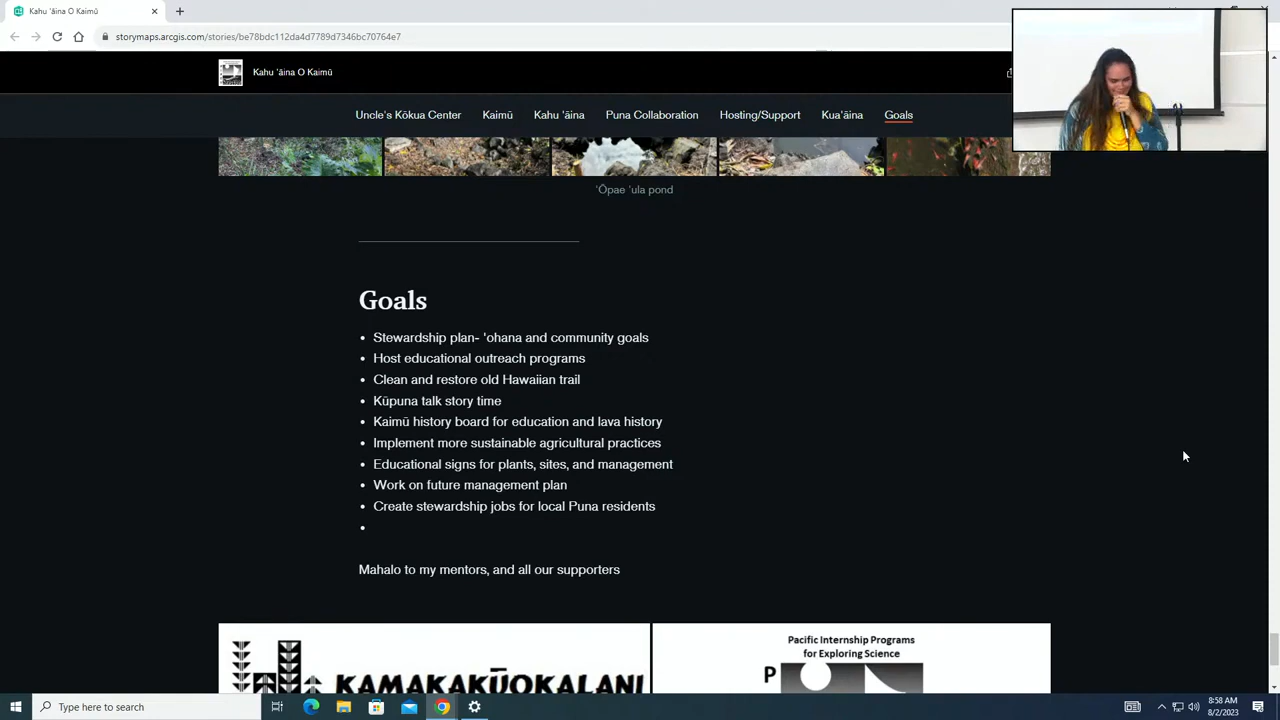 Kahu ʻāina O Kaimū
storymaps.arcgis.com/stories/be78bdc112da4d7789d7346bc70764e7
Kahu ʻāina O Kaimū
Uncle's Kōkua Center
Kaimū
Kahu ʻāina
Puna Collaboration
Hosting/Support
Kuaʻāina
Goals
ʻŌpae ʻula pond
Goals
• Stewardship plan- ʻohana and community goals
• Host educational outreach programs
• Clean and restore old Hawaiian trail
• Kūpuna talk story time
• Kaimū history board for education and lava history
• Implement more sustainable agricultural practices
• Educational signs for plants, sites, and management
• Work on future management plan
• Create stewardship jobs for local Puna residents
•
Mahalo to my mentors, and all our supporters
KAMAKAKŪOKALANI
Pacific Internship Programs
for Exploring Science
P
Type here to search
8:58 AM
8/2/2023